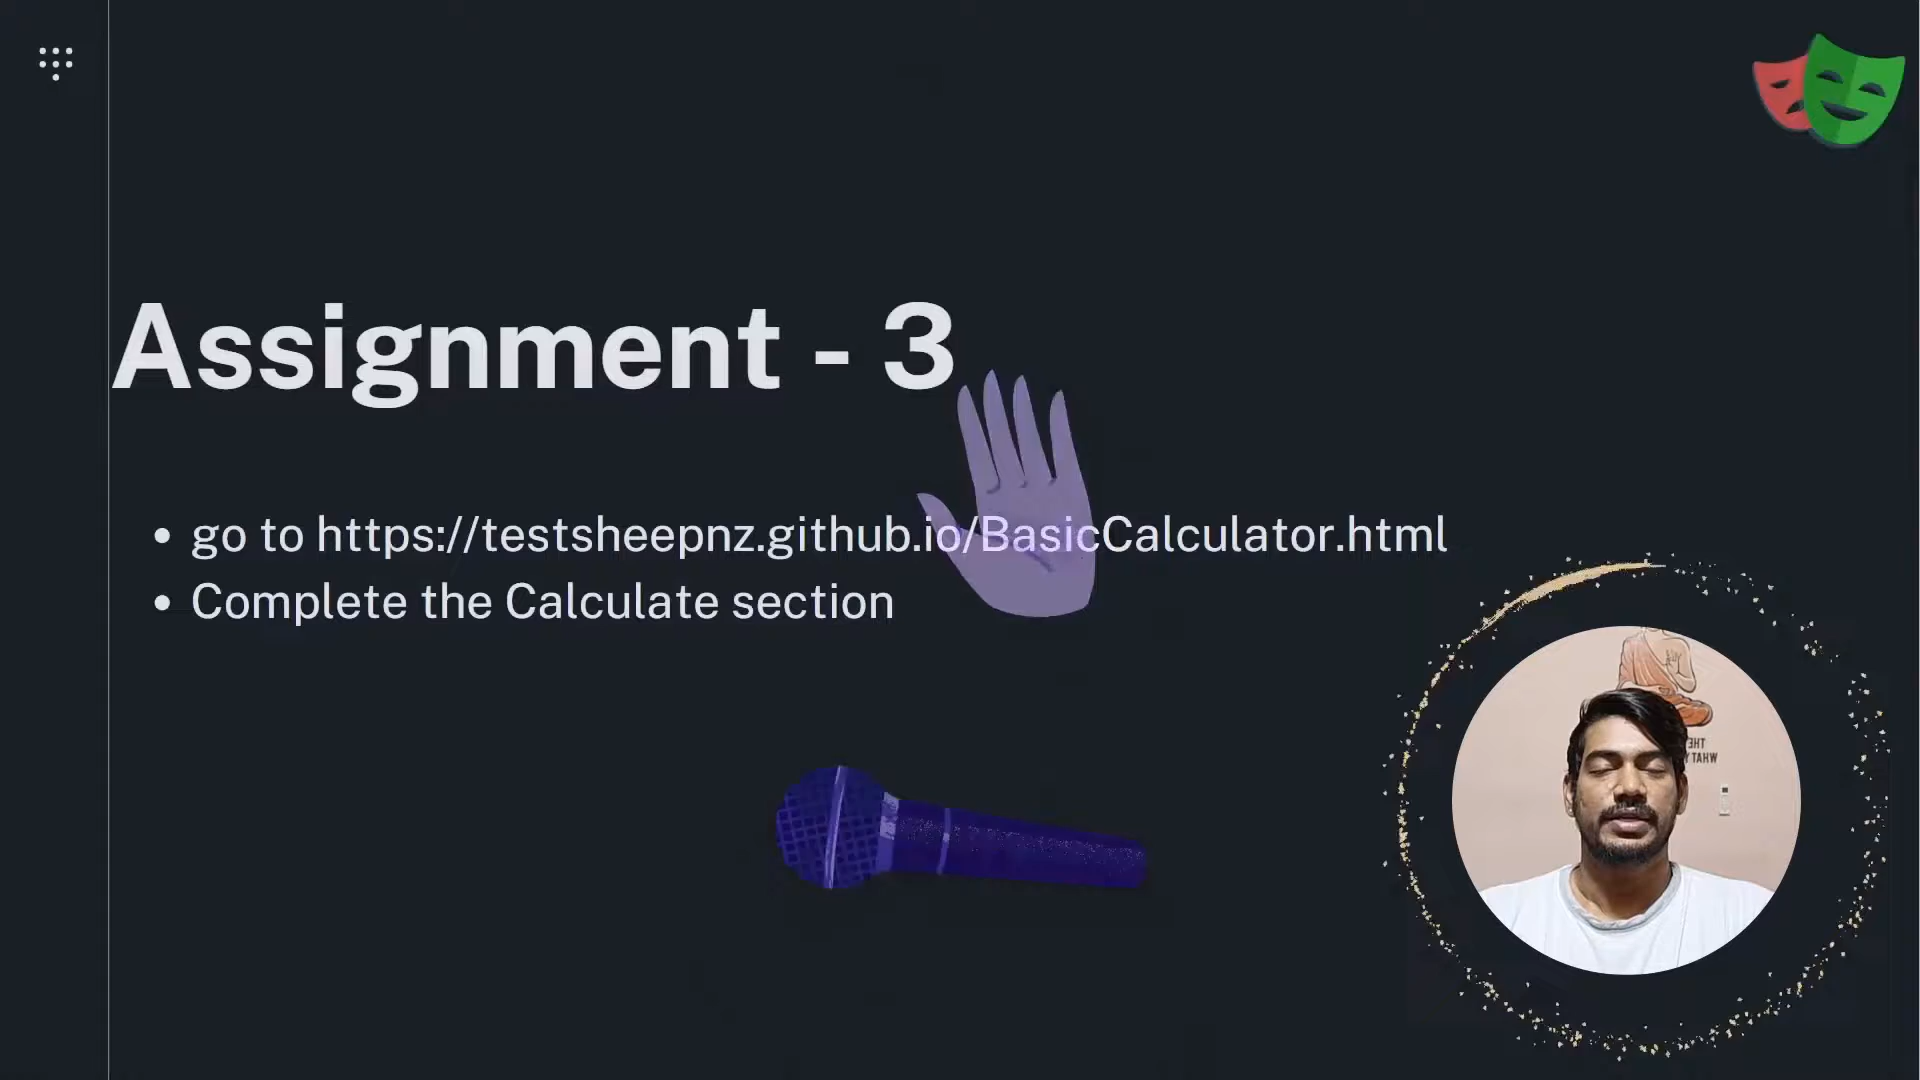 Assignment - 3
go to https://testsheepnz.github.io/BasicCalculator.html
Complete the Calculate section